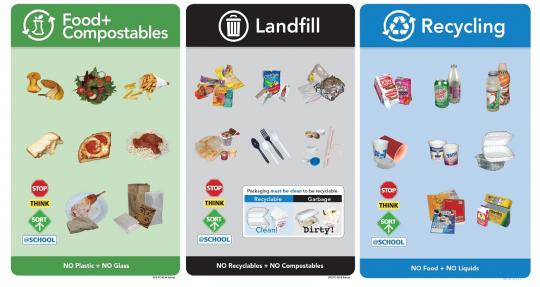 Food+
Compostables
STOP
THINK
SORT
@SCHOOL
NO Plastic + NO Glass
Landfill
STOP
THINK
SORT
@SCHOOL
Packaging must be clean to be recyclable.
Recyclable Garbage
Clean! Dirty!
NO Recyclables + NO Compostables
Recycling
STOP
THINK
SORT
@SCHOOL
NO Food + NO Liquids